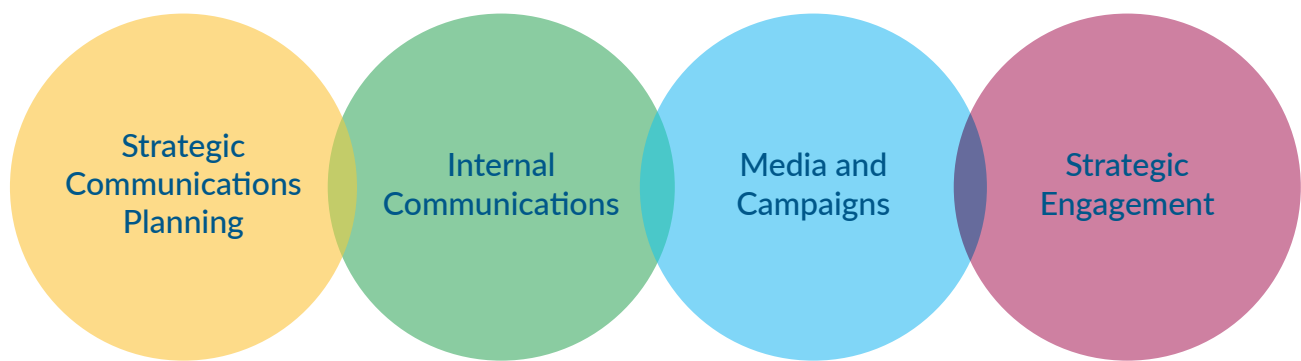 Strategic
Communications
Planning
Internal
Communications
Media and
Campaigns
Strategic
Engagement